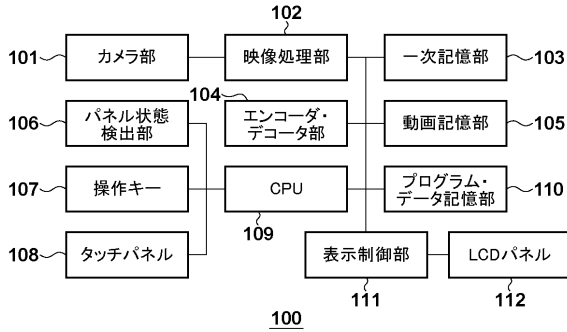 102
101
カメラ部
映像処理部
一次記憶部
103
104
106
パネル状態
検出部
エンコーダ・
デコータ部
動画記憶部
105
107
操作キー
CPU
プログラム・
データ記憶部
110
109
108
タッチパネル
表示制御部
LCDパネル
111
112
100